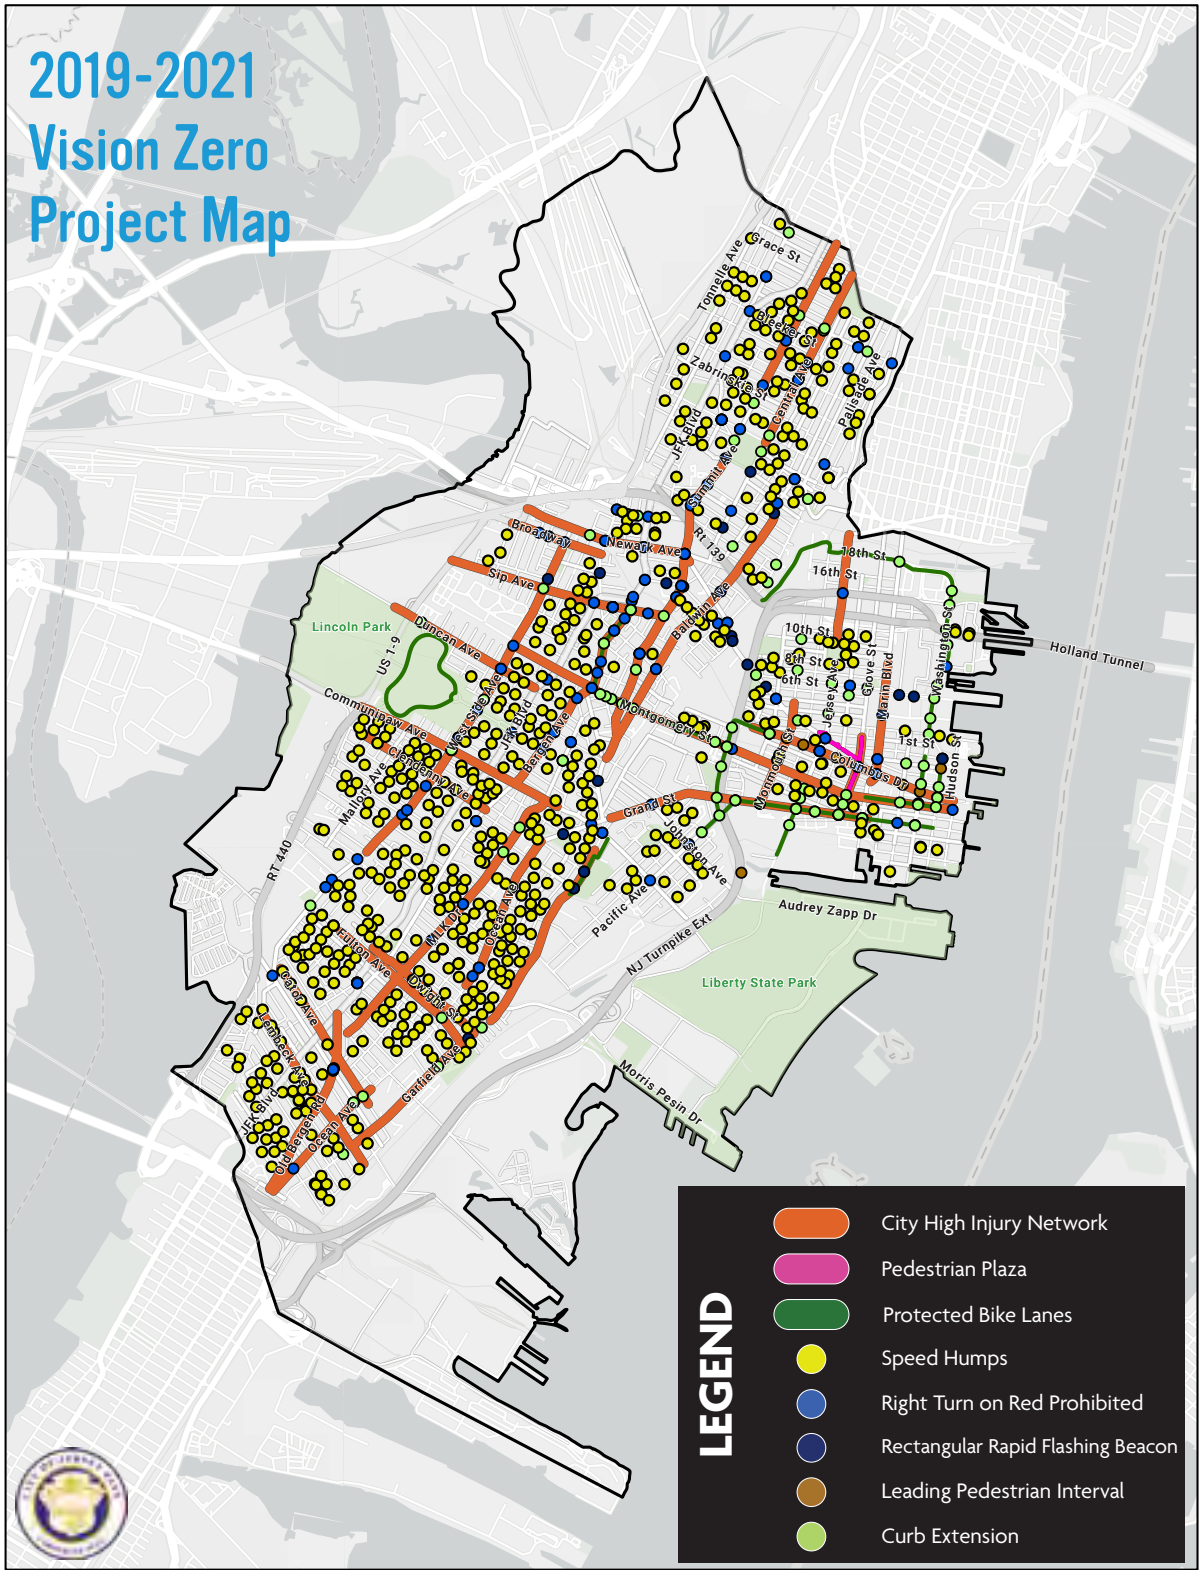 2019-2021
Vision Zero
Project Map
Grace St
Tonnelle Ave
Bleecker St
Zabrinskie St
Central Ave
Palisade Ave
JFK Blvd
Summit Ave
Rt 139
Broadway
Newark Ave
Sip Ave
Baldwin Ave
18th St
16th St
10th St
8th St
6th St
Jersey Ave
Grove St
Marin Blvd
Washington St
Holland Tunnel
Lincoln Park
US 1-9
Duncan Ave
Communipaw Ave
West Side Ave
JFK Blvd
Bergen Ave
Montgomery St
Monmouth St
1st St
Columbus Dr
Hudson St
Clendenny Ave
Mallory Ave
Grand St
Johnston Ave
RT 440
Pacific Ave
Audrey Zapp Dr
NJ Turnpike Ext
MLK Dr
Ocean Ave
Fulton Ave
Dwight St
Liberty State Park
Cator Ave
Lembeck Ave
Garfield Ave
Morris Pesin Dr
JFK Blvd
Old Bergen Rd
Ocean Ave
LEGEND
City High Injury Network
Pedestrian Plaza
Protected Bike Lanes
Speed Humps
Right Turn on Red Prohibited
Rectangular Rapid Flashing Beacon
Leading Pedestrian Interval
Curb Extension